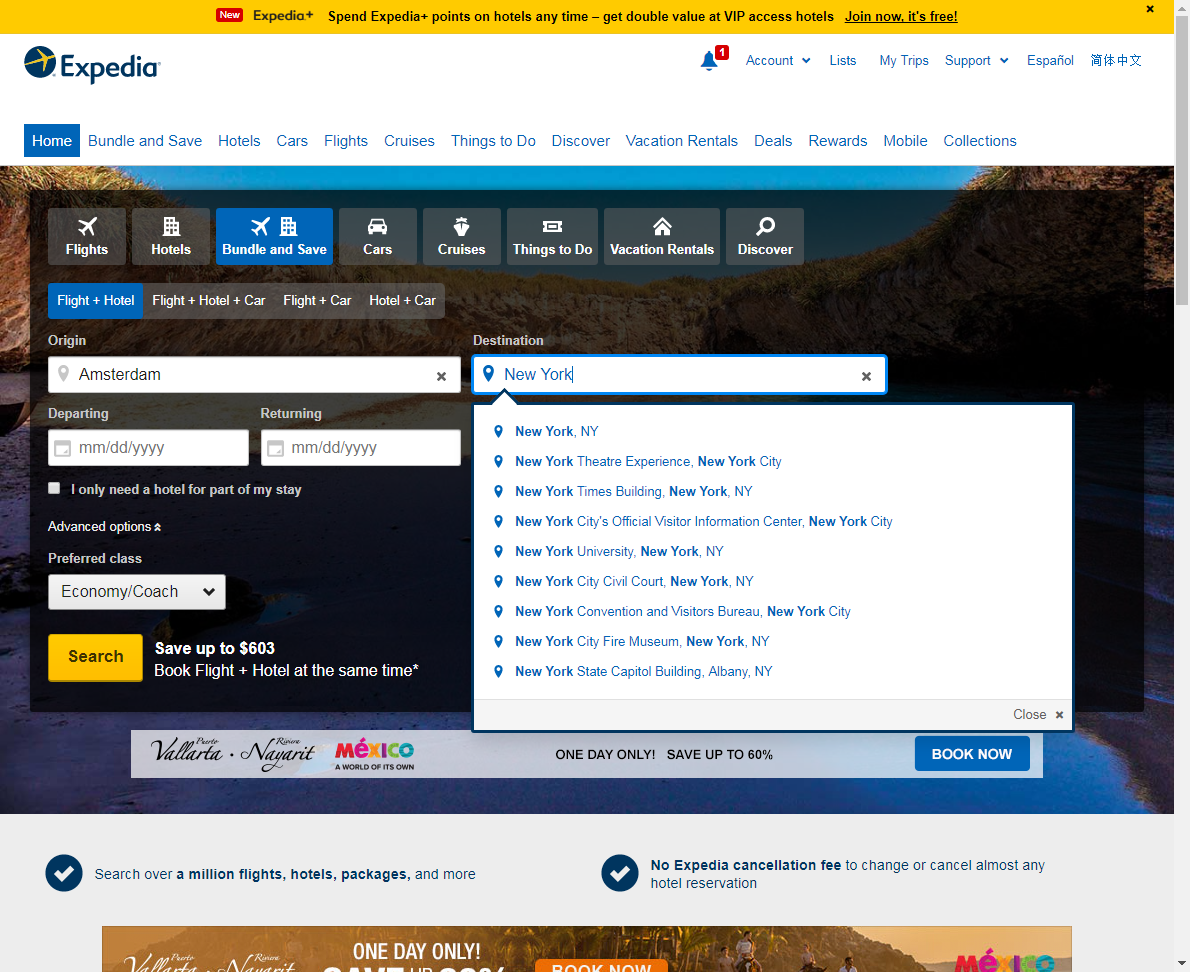 New Expedia+ Spend Expedia+ points on hotels any time – get double value at VIP access hotels Join now, it's free!
Expedia
1 Account Lists My Trips Support Español 简体中文
Home Bundle and Save Hotels Cars Flights Cruises Things to Do Discover Vacation Rentals Deals Rewards Mobile Collections
Flights Hotels Bundle and Save Cars Cruises Things to Do Vacation Rentals Discover
Flight + Hotel Flight + Hotel + Car Flight + Car Hotel + Car
Origin Destination
Amsterdam New York
Departing Returning
mm/dd/yyyy mm/dd/yyyy
I only need a hotel for part of my stay
Advanced options
Preferred class
Economy/Coach
Search
Save up to $603
Book Flight + Hotel at the same time*
New York, NY
New York Theatre Experience, New York City
New York Times Building, New York, NY
New York City's Official Visitor Information Center, New York City
New York University, New York, NY
New York City Civil Court, New York, NY
New York Convention and Visitors Bureau, New York City
New York City Fire Museum, New York, NY
New York State Capitol Building, Albany, NY
Close
Puerto Vallarta · Riviera Nayarit MéXICO
A WORLD OF ITS OWN
ONE DAY ONLY! SAVE UP TO 60%
BOOK NOW
Search over a million flights, hotels, packages, and more
No Expedia cancellation fee to change or cancel almost any
hotel reservation
ONE DAY ONLY!
Puerto Vallarta · Riviera Nayarit
BOOK NOW
MéXICO